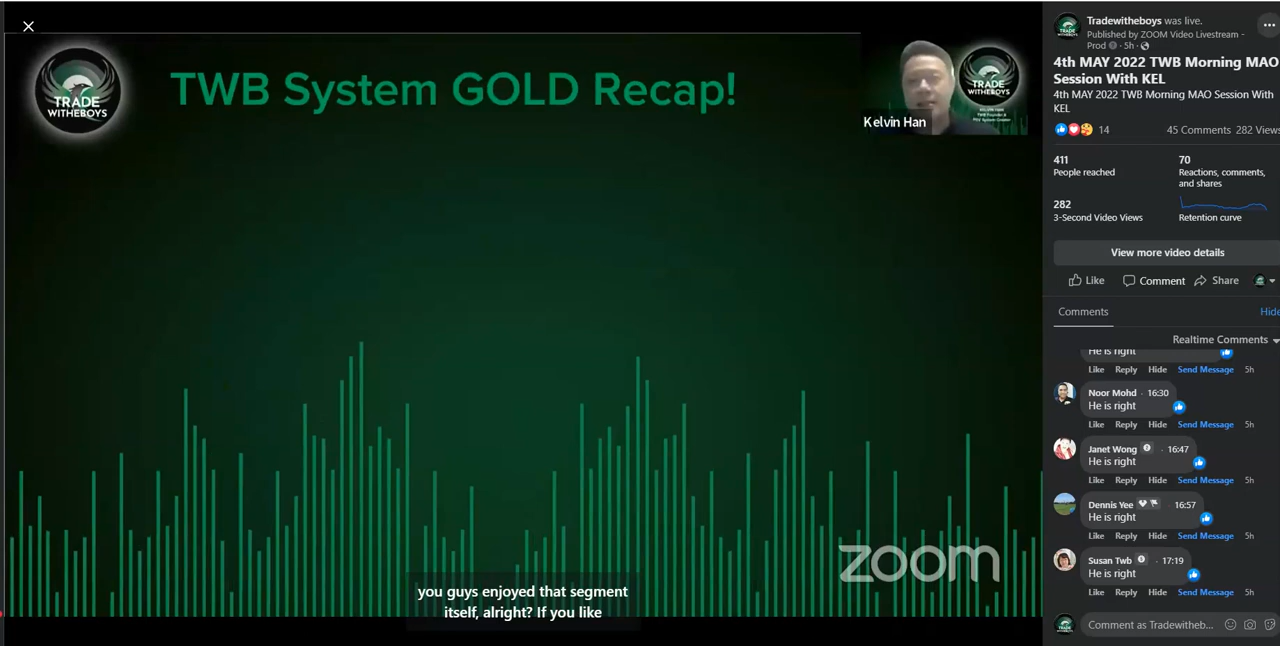 TWB System GOLD Recap!
TRADE
WITHEBOYS
Kelvin Han
TRADE
WITHEBOYS
zoom
you guys enjoyed that segment
itself, alright? If you like
Tradewitheboys was live.
Published by ZOOM Video Livestream -
Prod · 5h ·
4th MAY 2022 TWB Morning MAO
Session With KEL
4th MAY 2022 TWB Morning MAO Session With
KEL
14 45 Comments 282 Views
411
People reached
70
Reactions, comments,
and shares
282
3-Second Video Views
Retention curve
View more video details
Like Comment Share
Comments Hide
Realtime Comments
He is right
Like Reply Hide Send Message 5h
Noor Mohd · 16:30
He is right
Like Reply Hide Send Message 5h
Janet Wong · 16:47
He is right
Like Reply Hide Send Message 5h
Dennis Yee · 16:57
He is right
Like Reply Hide Send Message 5h
Susan Twb · 17:19
He is right
Like Reply Hide Send Message 5h
Comment as Tradewitheb...